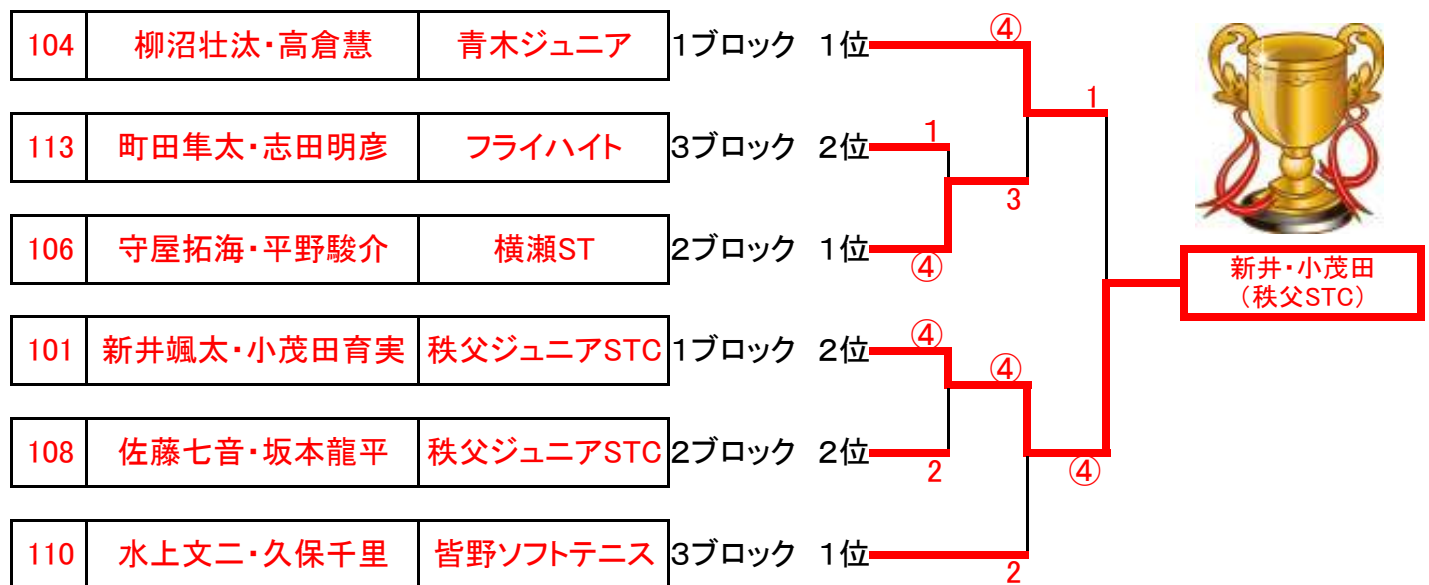 104 柳沼壮汰・高倉慧 青木ジュニア 1ブロック 1位 ④
1
113 町田隼太・志田明彦 フライハイト 3ブロック 2位 1
3
106 守屋拓海・平野駿介 横瀬ST 2ブロック 1位 ④
新井・小茂田
（秩父STC）
101 新井颯太・小茂田育実 秩父ジュニアSTC 1ブロック 2位 ④
④
108 佐藤七音・坂本龍平 秩父ジュニアSTC 2ブロック 2位 2
④
110 水上文二・久保千里 皆野ソフトテニス 3ブロック 1位 2